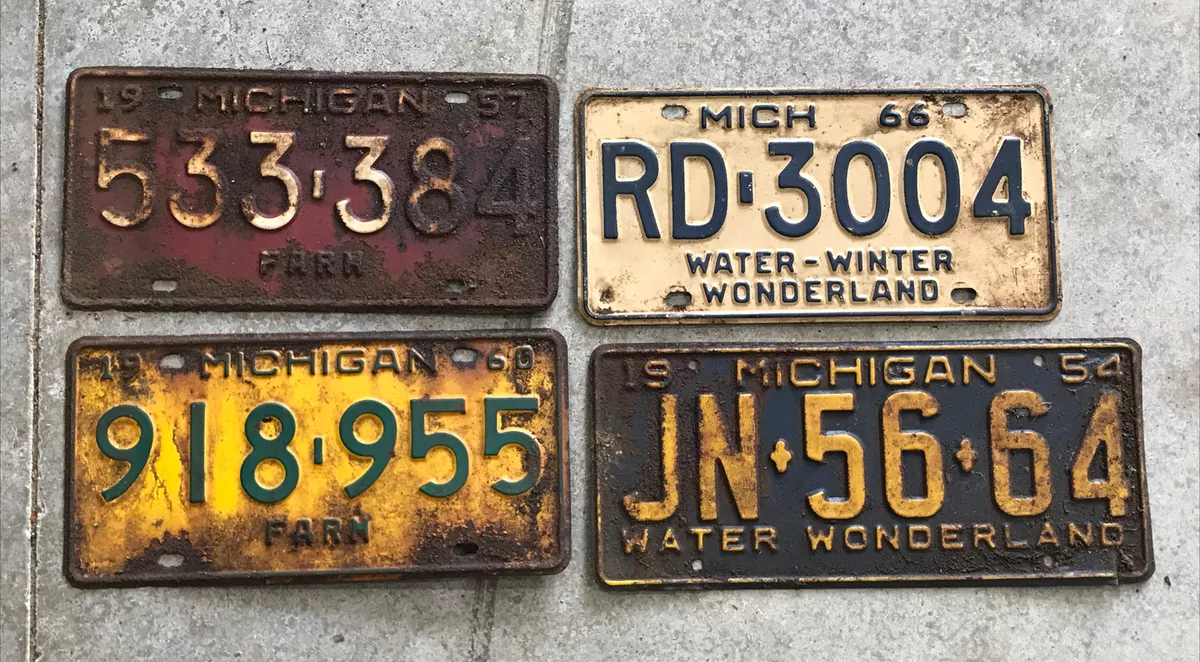 19 MICHIGAN 57
533-384
FARM
MICH 66
RD-3004
WATER-WINTER
WONDERLAND
19 MICHIGAN 60
918-955
FARM
19 MICHIGAN 54
JN-56-64
WATER WONDERLAND